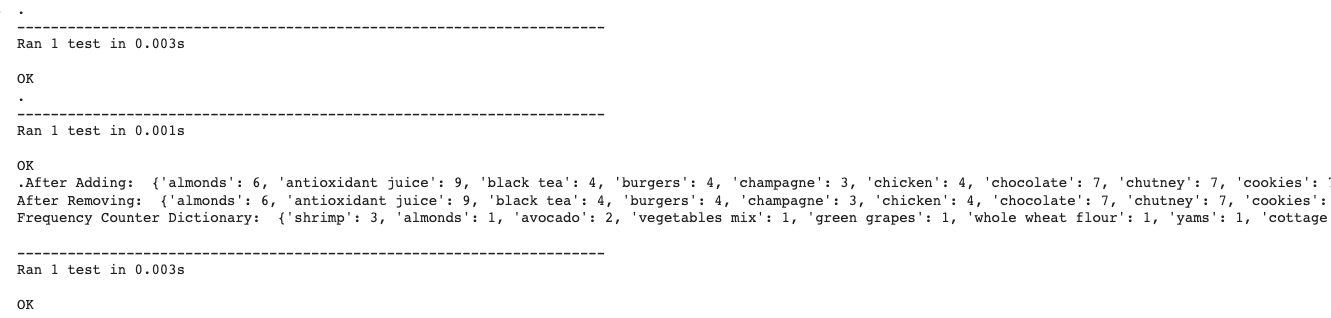 .
----------------------------------------------------------------------
Ran 1 test in 0.003s
OK
.
----------------------------------------------------------------------
Ran 1 test in 0.001s
OK
.After Adding:  {'almonds': 6, 'antioxidant juice': 9, 'black tea': 4, 'burgers': 4, 'champagne': 3, 'chicken': 4, 'chocolate': 7, 'chutney': 7, 'cookies':
After Removing:  {'almonds': 6, 'antioxidant juice': 9, 'black tea': 4, 'burgers': 4, 'champagne': 3, 'chicken': 4, 'chocolate': 7, 'chutney': 7, 'cookies':
Frequency Counter Dictionary:  {'shrimp': 3, 'almonds': 1, 'avocado': 2, 'vegetables mix': 1, 'green grapes': 1, 'whole wheat flour': 1, 'yams': 1, 'cottage
----------------------------------------------------------------------
Ran 1 test in 0.003s
OK